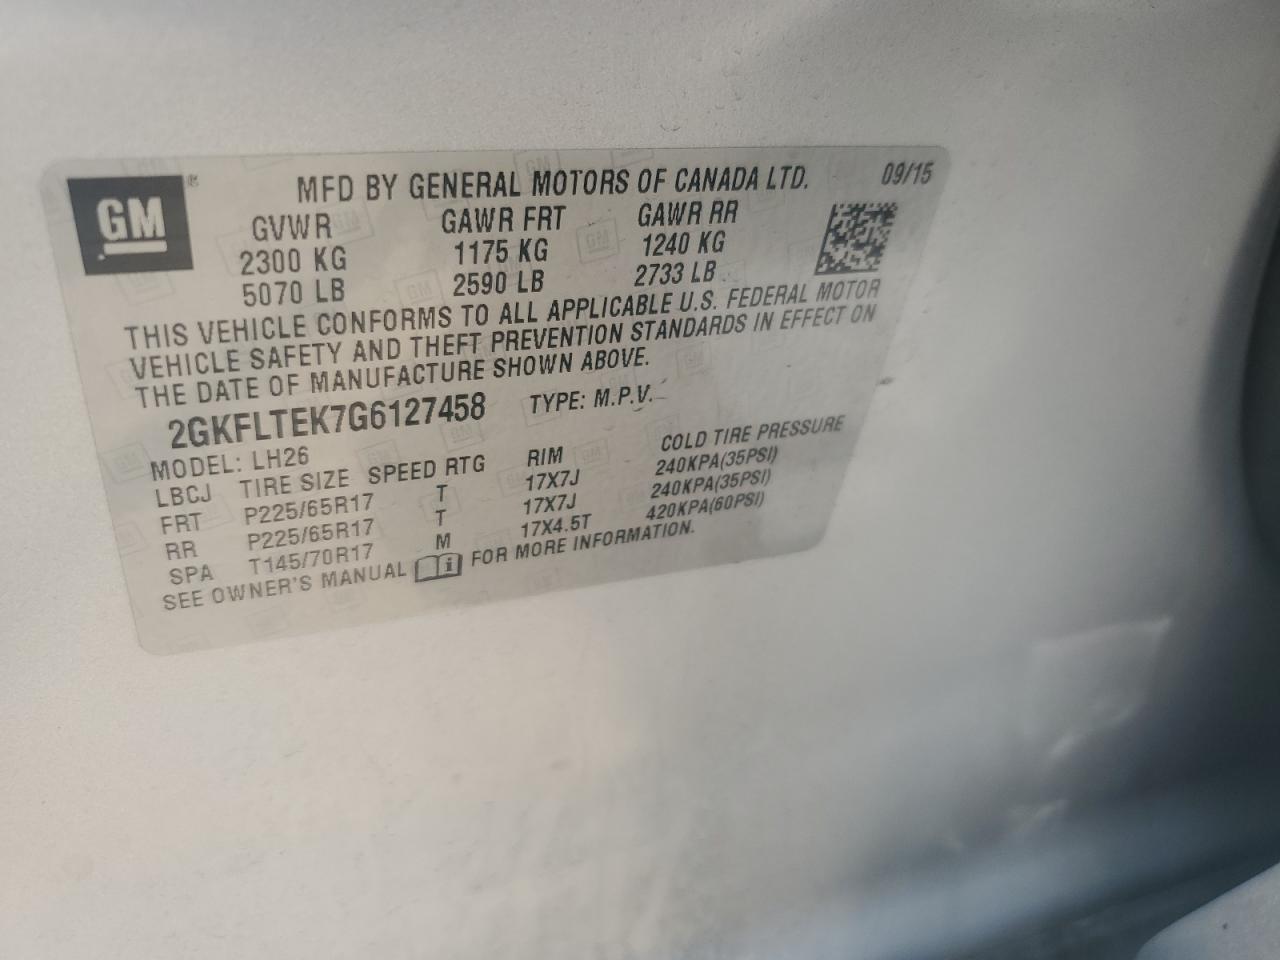 GM ®
MFD BY GENERAL MOTORS OF CANADA LTD. 09/15
GVWR GAWR FRT GAWR RR
2300 KG 1175 KG 1240 KG
5070 LB 2590 LB 2733 LB
THIS VEHICLE CONFORMS TO ALL APPLICABLE U.S. FEDERAL MOTOR
VEHICLE SAFETY AND THEFT PREVENTION STANDARDS IN EFFECT ON
THE DATE OF MANUFACTURE SHOWN ABOVE.
2GKFLTEK7G6127458 TYPE: M.P.V.
MODEL: LH26
LBCJ TIRE SIZE SPEED RTG RIM COLD TIRE PRESSURE
FRT P225/65R17 T 17X7J 240KPA(35PSI)
RR P225/65R17 T 17X7J 240KPA(35PSI)
SPA T145/70R17 M 17X4.5T 420KPA(60PSI)
SEE OWNER'S MANUAL FOR MORE INFORMATION.